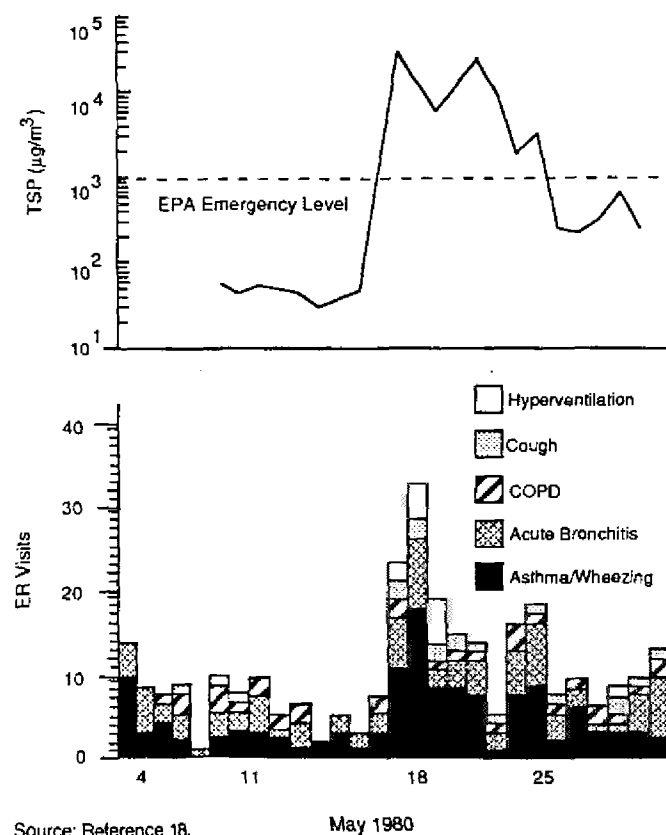 10^5
10^4
10^3
10^2
10^1
TSP (µg/m^3)
EPA Emergency Level
Hyperventilation
Cough
COPD
Acute Bronchitis
Asthma/Wheezing
40
30
20
10
0
ER Visits
4 11 18 25
May 1980
Source: Reference 18.